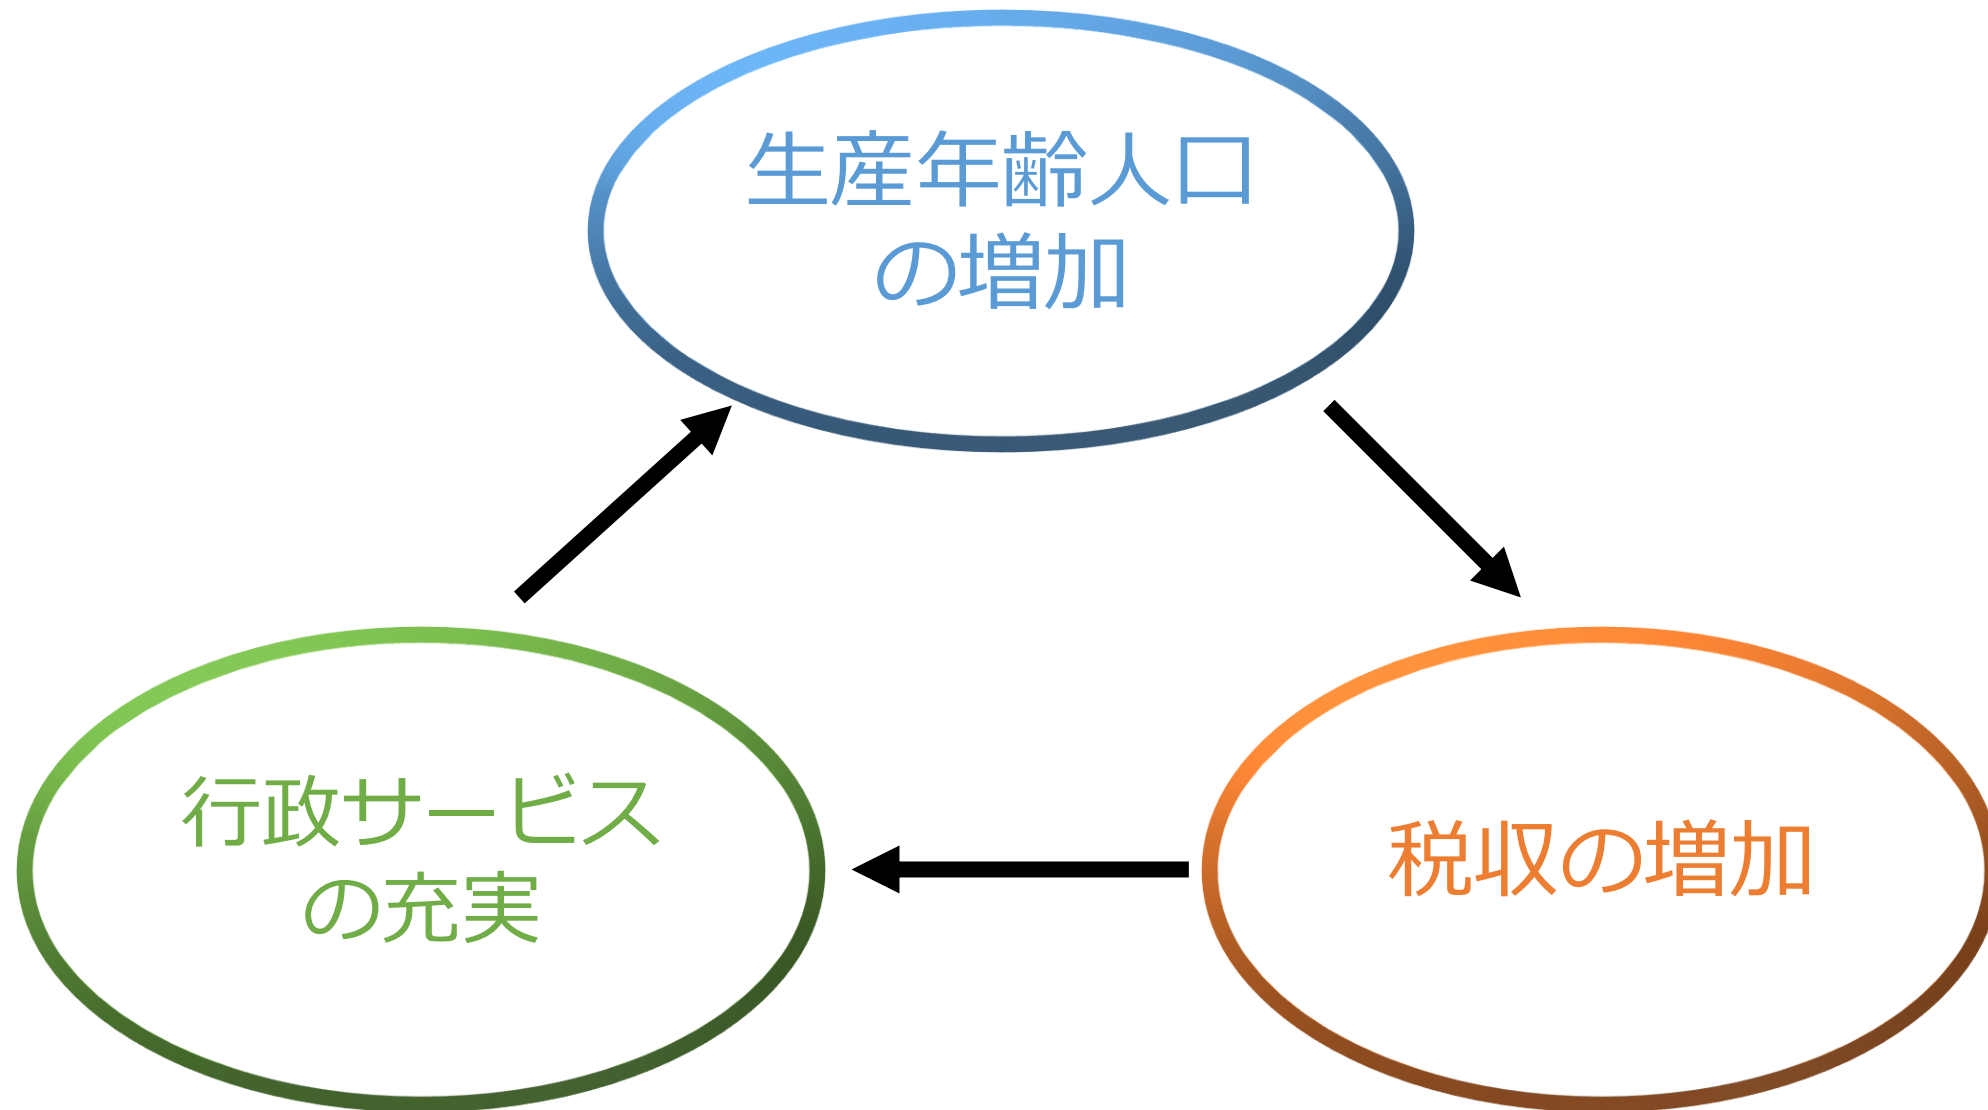 生産年齢人口
の増加
行政サービス
の充実
税収の増加